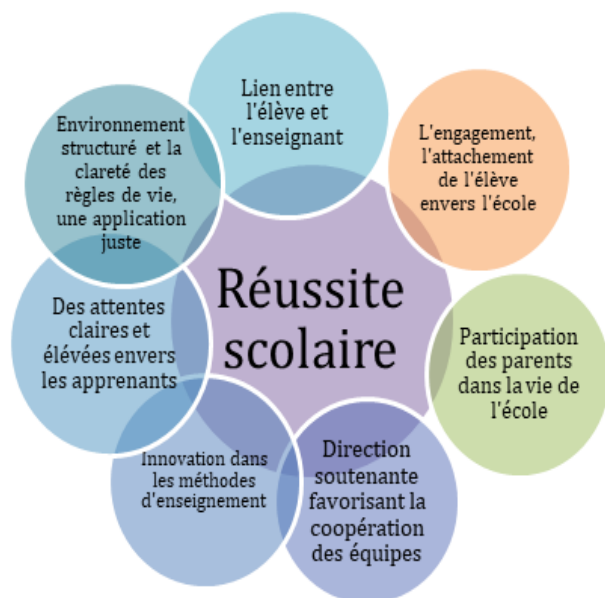 Lien entre
l'élève et
l'enseignant
L'engagement,
l'attachement
de l'élève
envers l'école
Participation
des parents
dans la vie de
l'école
Direction
soutenante
favorisant la
coopération
des équipes
Innovation dans
les méthodes
d'enseignement
Des attentes
claires et
élévées envers
les apprenants
Environnement
structuré et la
clareté des
règles de vie,
une application
juste
Réussite
scolaire